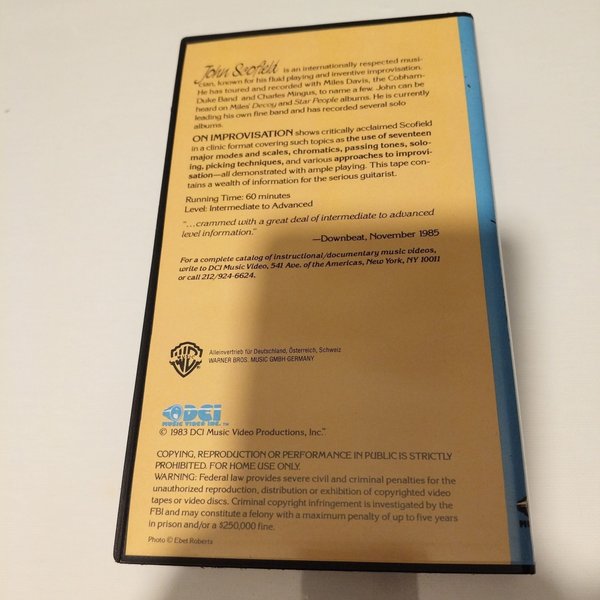 John Scofield is an internationally respected musi-
cian, known for his fluid playing and inventive improvisation.
He has toured and recorded with Miles Davis, the Cobham-
Duke Band and Charles Mingus, to name a few. John can be
heard on Miles' Decoy and Star People albums. He is currently
leading his own fine band and has recorded several solo
albums.
ON IMPROVISATION shows critically acclaimed Scofield
in a clinic format covering such topics as the use of seventeen
major modes and scales, chromatics, passing tones, solo-
ing, picking techniques, and various approaches to improvi-
sation—all demonstrated with ample playing. This tape con-
tains a wealth of information for the serious guitarist.
Running Time: 60 minutes
Level: Intermediate to Advanced
"...crammed with a great deal of intermediate to advanced
level information."
—Downbeat, November 1985
For a complete catalog of instructional/documentary music videos,
write to DCI Music Video, 541 Ave. of the Americas, New York, NY 10011
or call 212/924-6624.
Alleinvertrieb für Deutschland, Österreich, Schweiz
WARNER BROS. MUSIC GMBH GERMANY
DCI
MUSIC VIDEO INC.™
© 1983 DCI Music Video Productions, Inc.™
COPYING, REPRODUCTION OR PERFORMANCE IN PUBLIC IS STRICTLY
PROHIBITED. FOR HOME USE ONLY.
WARNING: Federal law provides severe civil and criminal penalties for the
unauthorized reproduction, distribution or exhibition of copyrighted video
tapes or video discs. Criminal copyright infringement is investigated by the
FBI and may constitute a felony with a maximum penalty of up to five years
in prison and/or a $250,000 fine.
Photo © Ebet Roberts